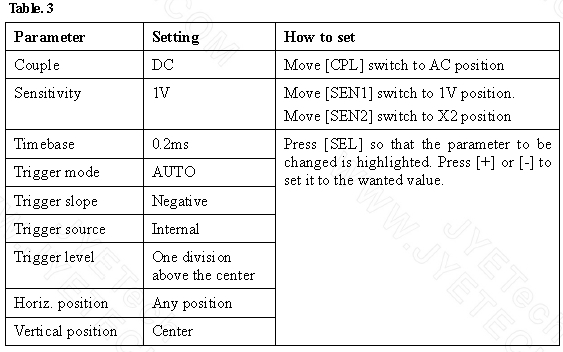 Table. 3
Parameter Setting How to set
Couple DC Move [CPL] switch to AC position
Sensitivity 1V Move [SEN1] switch to 1V position.
Move [SEN2] switch to X2 position
Timebase 0.2ms Press [SEL] so that the parameter to be
changed is highlighted. Press [+] or [-] to
set it to the wanted value.
Trigger mode AUTO
Trigger slope Negative
Trigger source Internal
Trigger level One division
above the center
Horiz. position Any position
Vertical position Center